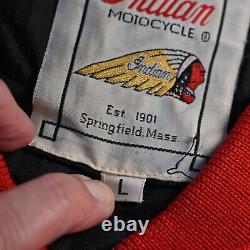 Indian
MOTOCYCLE ®
Indian
Est. 1901
Springfield, Mass.
L